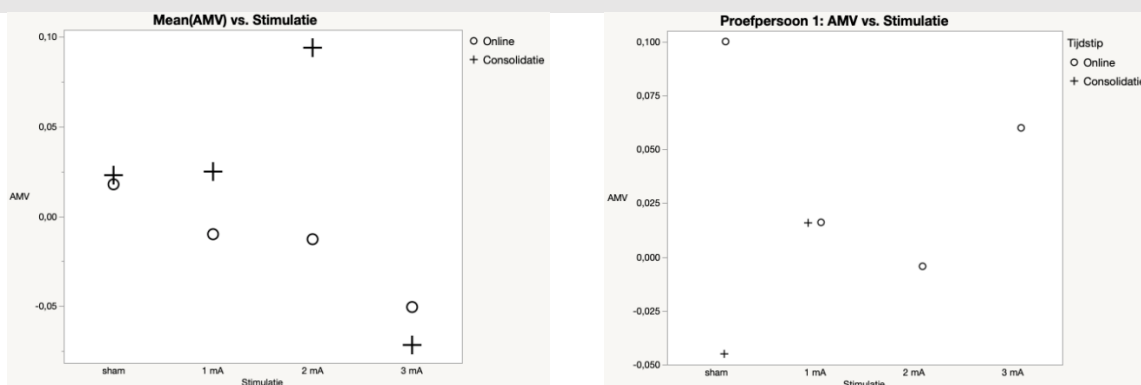 Mean(AMV) vs. Stimulatie
0,10
0,05
0,00
-0,05
AMV
sham
1 mA
2 mA
3 mA
Stimulatie
Online
Consolidatie
Proefpersoon 1: AMV vs. Stimulatie
0,100
0,075
0,050
0,025
0,000
-0,025
-0,050
AMV
sham
1 mA
2 mA
3 mA
Stimulatie
Tijdstip
Online
Consolidatie